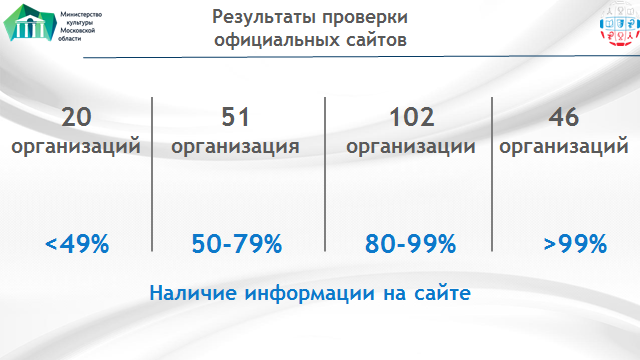 Министерство
культуры
Московской
области
Результаты проверки
официальных сайтов
20
организаций
51
организация
102
организации
46
организаций
<49%
50-79%
80-99%
>99%
Наличие информации на сайте